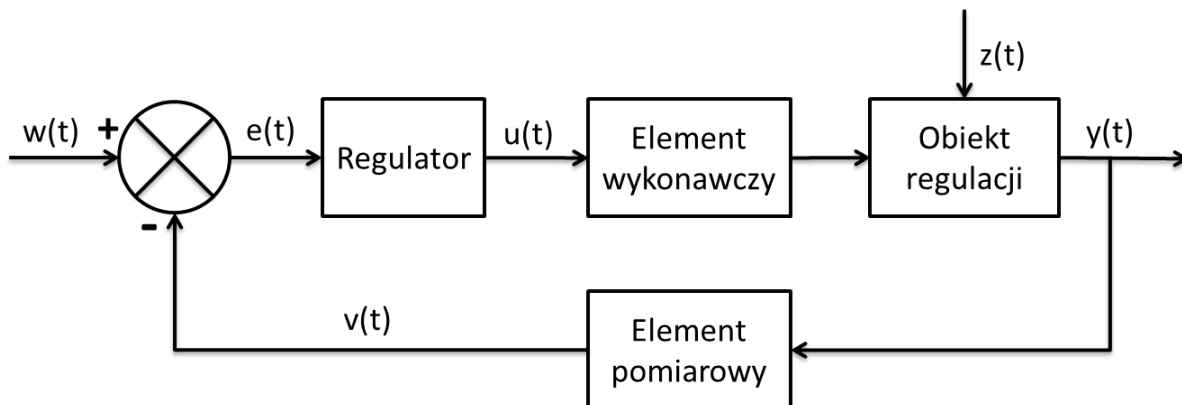 z(t)
w(t)
+
e(t)
Regulator
u(t)
Element
wykonawczy
Obiekt
regulacji
y(t)
-
v(t)
Element
pomiarowy